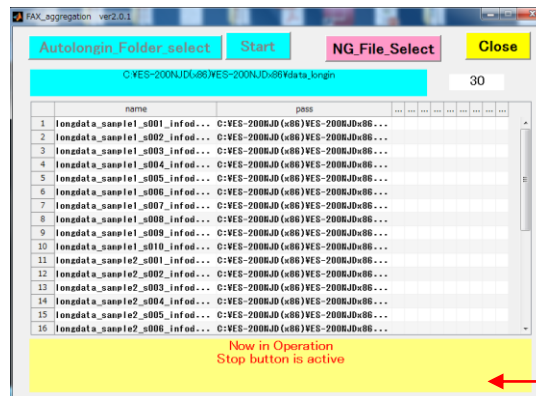 FAX_aggregation ver2.0.1
Autolongin_Folder_select Start NG_File_Select Close
C:¥ES-200NJD(x86)¥ES-200NJDx86¥data_longin
30
name pass ... ... ... ... ... ... ... ...
1 longdata_sample1_s001_infod... C:¥ES-200NJD(x86)¥ES-200NJDx86...
2 longdata_sample1_s002_infod... C:¥ES-200NJD(x86)¥ES-200NJDx86...
3 longdata_sample1_s003_infod... C:¥ES-200NJD(x86)¥ES-200NJDx86...
4 longdata_sample1_s004_infod... C:¥ES-200NJD(x86)¥ES-200NJDx86...
5 longdata_sample1_s005_infod... C:¥ES-200NJD(x86)¥ES-200NJDx86...
6 longdata_sample1_s006_infod... C:¥ES-200NJD(x86)¥ES-200NJDx86...
7 longdata_sample1_s007_infod... C:¥ES-200NJD(x86)¥ES-200NJDx86...
8 longdata_sample1_s008_infod... C:¥ES-200NJD(x86)¥ES-200NJDx86...
9 longdata_sample1_s009_infod... C:¥ES-200NJD(x86)¥ES-200NJDx86...
10 longdata_sample1_s010_infod... C:¥ES-200NJD(x86)¥ES-200NJDx86...
11 longdata_sample2_s001_infod... C:¥ES-200NJD(x86)¥ES-200NJDx86...
12 longdata_sample2_s002_infod... C:¥ES-200NJD(x86)¥ES-200NJDx86...
13 longdata_sample2_s003_infod... C:¥ES-200NJD(x86)¥ES-200NJDx86...
14 longdata_sample2_s004_infod... C:¥ES-200NJD(x86)¥ES-200NJDx86...
15 longdata_sample2_s005_infod... C:¥ES-200NJD(x86)¥ES-200NJDx86...
16 longdata_sample2_s006_infod... C:¥ES-200NJD(x86)¥ES-200NJDx86...
Now in Operation
Stop button is active